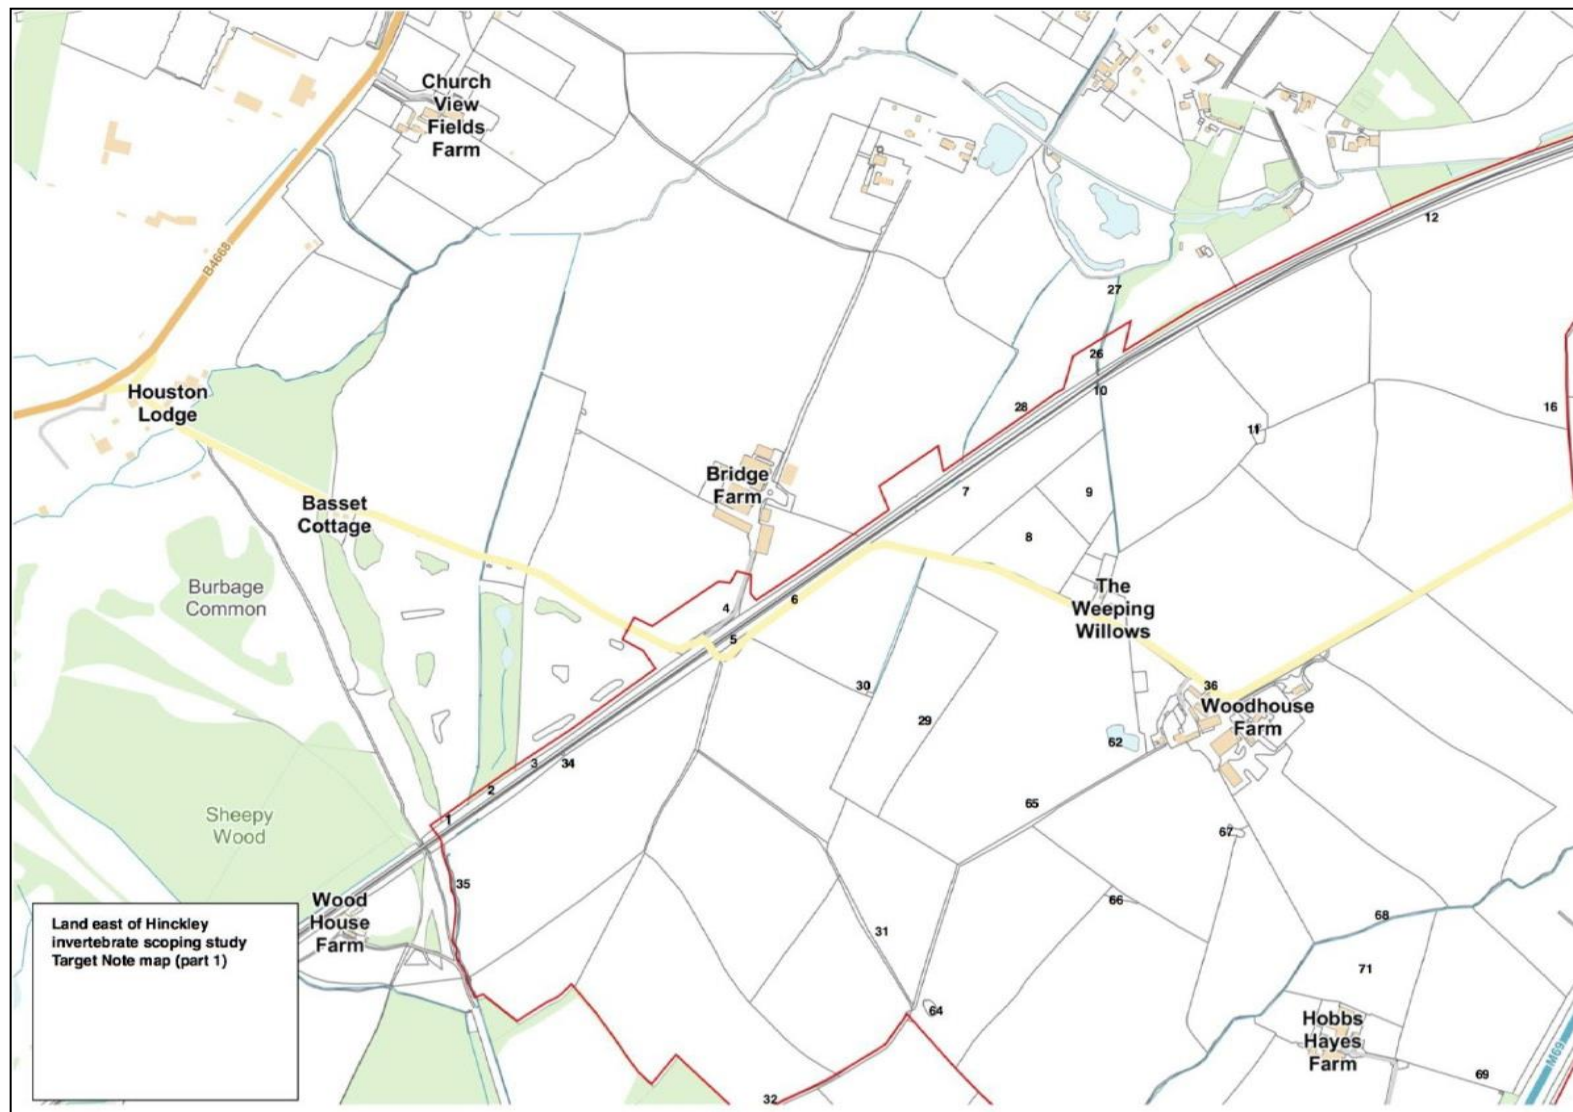 Church
View
Fields
Farm
12
B4668
27
26
10
28
16
11
Houston
Lodge
Bridge
Farm
7
9
8
Basset
Cottage
Burbage
Common
The
Weeping
Willows
6
4
5
30
36
29
Woodhouse
Farm
62
3
34
2
65
1
67
Sheepy
Wood
35
66
Wood
House
Farm
68
31
71
64
Hobbs
Hayes
Farm
M69
69
32
Land east of Hinckley
invertebrate scoping study
Target Note map (part 1)